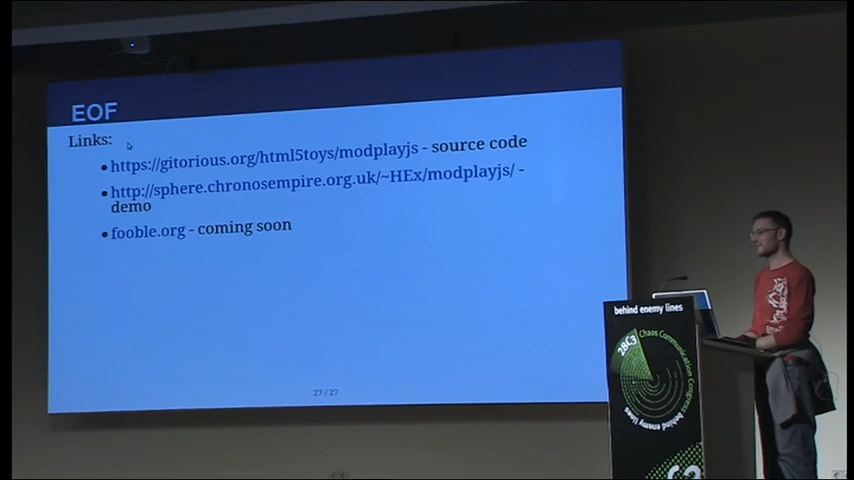 EOF
Links:
• https://gitorious.org/html5toys/modplayjs - source code
• http://sphere.chronosempire.org.uk/~HEx/modplayjs/ -
demo
• fooble.org - coming soon
27 / 27
behind enemy lines
28C3
Chaos Communication Congress
behind enemy lines